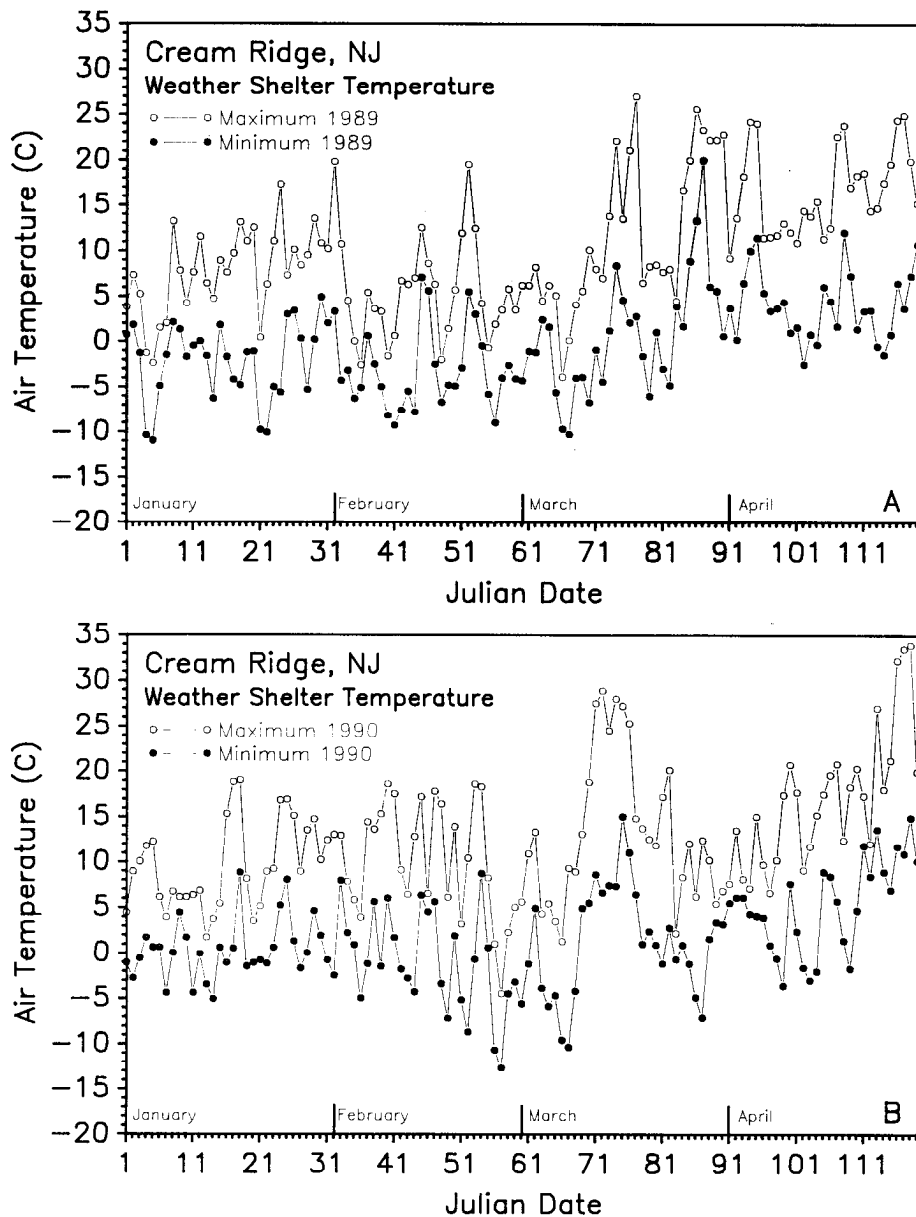 35
30
25
20
15
10
5
0
−5
−10
−15
−20
Air Temperature (C)
Cream Ridge, NJ
Weather Shelter Temperature
Maximum 1989
Minimum 1989
January February March April A
1 11 21 31 41 51 61 71 81 91 101 111
Julian Date
35
30
25
20
15
10
5
0
−5
−10
−15
−20
Air Temperature (C)
Cream Ridge, NJ
Weather Shelter Temperature
Maximum 1990
Minimum 1990
January February March April B
1 11 21 31 41 51 61 71 81 91 101 111
Julian Date